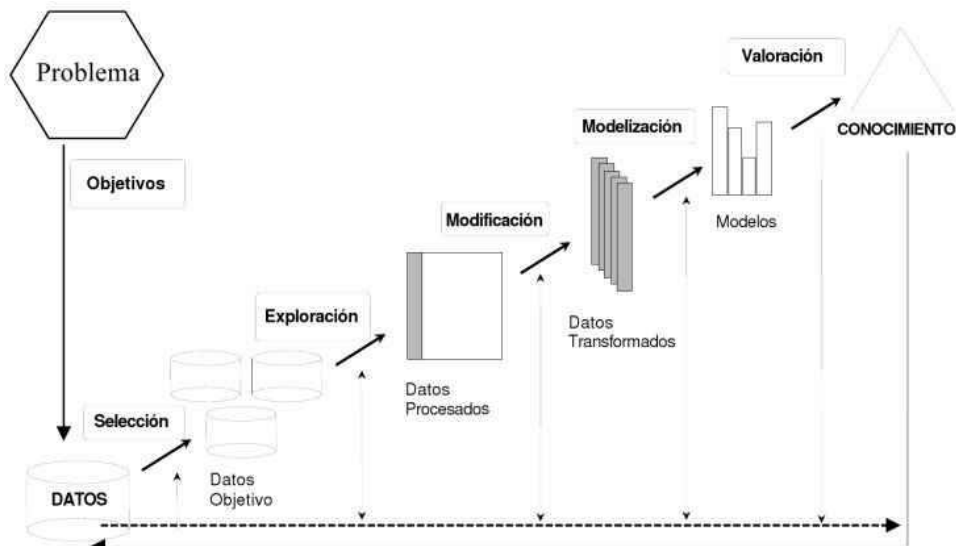 Problema
Objetivos
DATOS
Selección
Datos
Objetivo
Exploración
Datos
Procesados
Modificación
Datos
Transformados
Modelización
Modelos
Valoración
CONOCIMIENTO